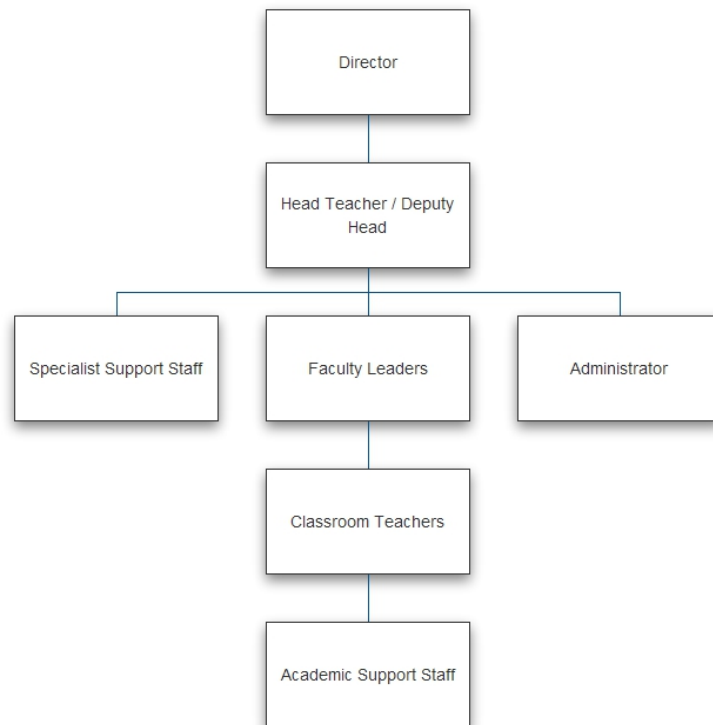 Director
Head Teacher / Deputy
Head
Specialist Support Staff
Faculty Leaders
Administrator
Classroom Teachers
Academic Support Staff